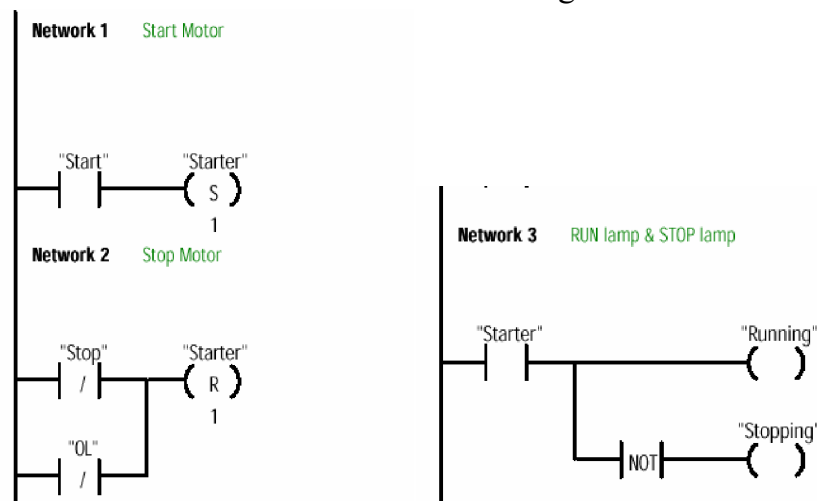 Network 1 Start Motor
"Start" "Starter"
S
1
Network 2 Stop Motor
"Stop" "Starter"
/ R
1
"OL"
/
Network 3 RUN lamp & STOP lamp
"Starter" "Running"
"Stopping"
NOT